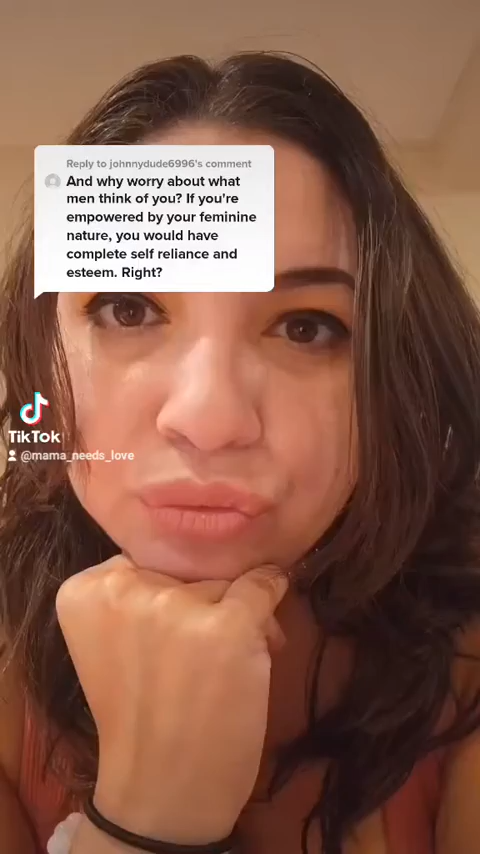 Reply to johnnydude6996's comment
And why worry about what
men think of you? If you're
empowered by your feminine
nature, you would have
complete self reliance and
esteem. Right?
TikTok
@mama_needs_love